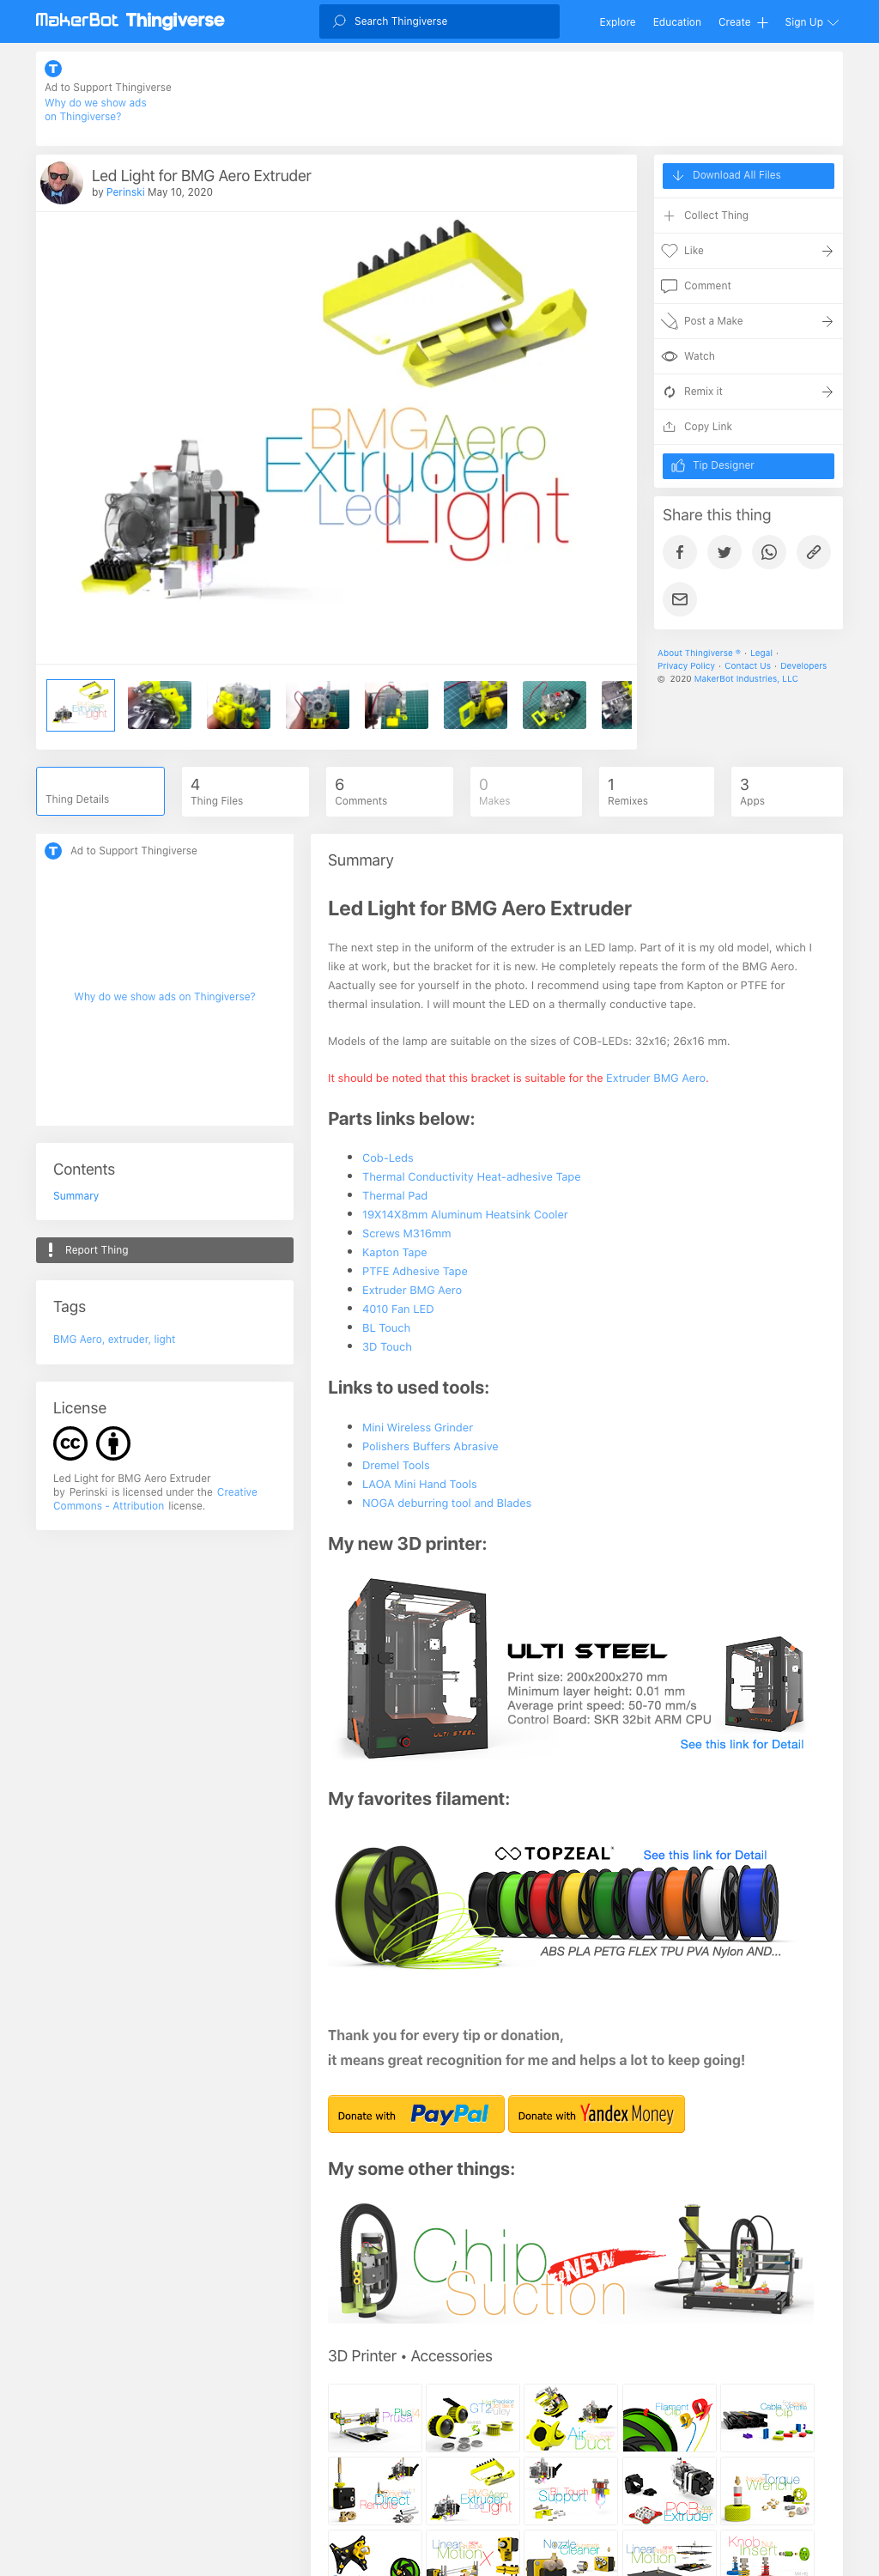 MakerBot Thingiverse
Search Thingiverse
Explore
Education
Create
Sign Up
Ad to Support Thingiverse
Why do we show ads
on Thingiverse?
Led Light for BMG Aero Extruder
by Perinski May 10, 2020
BMG Aero
Extruder
Led Light
Download All Files
Collect Thing
Like
Comment
Post a Make
Watch
Remix it
Copy Link
Tip Designer
Share this thing
About Thingiverse ® · Legal ·
Privacy Policy · Contact Us · Developers
© 2020 MakerBot Industries, LLC
Thing Details
4
Thing Files
6
Comments
0
Makes
1
Remixes
3
Apps
Ad to Support Thingiverse
Why do we show ads on Thingiverse?
Contents
Summary
Report Thing
Tags
BMG Aero, extruder, light
License
Led Light for BMG Aero Extruder
by Perinski is licensed under the Creative
Commons - Attribution license.
Summary
Led Light for BMG Aero Extruder
The next step in the uniform of the extruder is an LED lamp. Part of it is my old model, which I
like at work, but the bracket for it is new. He completely repeats the form of the BMG Aero.
Aactually see for yourself in the photo. I recommend using tape from Kapton or PTFE for
thermal insulation. I will mount the LED on a thermally conductive tape.
Models of the lamp are suitable on the sizes of COB-LEDs: 32x16; 26x16 mm.
It should be noted that this bracket is suitable for the Extruder BMG Aero.
Parts links below:
Cob-Leds
Thermal Conductivity Heat-adhesive Tape
Thermal Pad
19X14X8mm Aluminum Heatsink Cooler
Screws M316mm
Kapton Tape
PTFE Adhesive Tape
Extruder BMG Aero
4010 Fan LED
BL Touch
3D Touch
Links to used tools:
Mini Wireless Grinder
Polishers Buffers Abrasive
Dremel Tools
LAOA Mini Hand Tools
NOGA deburring tool and Blades
My new 3D printer:
ULTI STEEL
ULTI STEEL
Print size: 200x200x270 mm
Minimum layer height: 0.01 mm
Average print speed: 50-70 mm/s
Control Board: SKR 32bit ARM CPU
See this link for Detail
My favorites filament:
TOPZEAL
See this link for Detail
ABS PLA PETG FLEX TPU PVA Nylon AND...
Thank you for every tip or donation,
it means great recognition for me and helps a lot to keep going!
Donate with PayPal
Donate with Yandex Money
My some other things:
Chip
Suction
NEW
3D Printer • Accessories
Plus
Prusa
GT2
Pulley
Air
Duct
Filament
Clip
Cable
Clip
Direct
Remote
BMG Aero
Extruder
Led Light
BL Touch
Support
PCB
Extruder
Torque
Wrench
Linear
Motion X
Nozzle
Cleaner
Linear
Motion
Knob
Insert